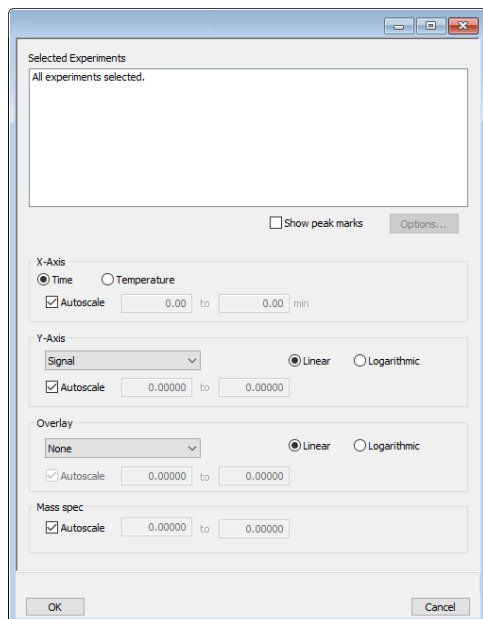 Selected Experiments
All experiments selected.
Show peak marks Options...
X-Axis
Time Temperature
Autoscale 0.00 to 0.00 min
Y-Axis
Signal Linear Logarithmic
Autoscale 0.00000 to 0.00000
Overlay
None Linear Logarithmic
Autoscale 0.00000 to 0.00000
Mass spec
Autoscale 0.00000 to 0.00000
OK Cancel